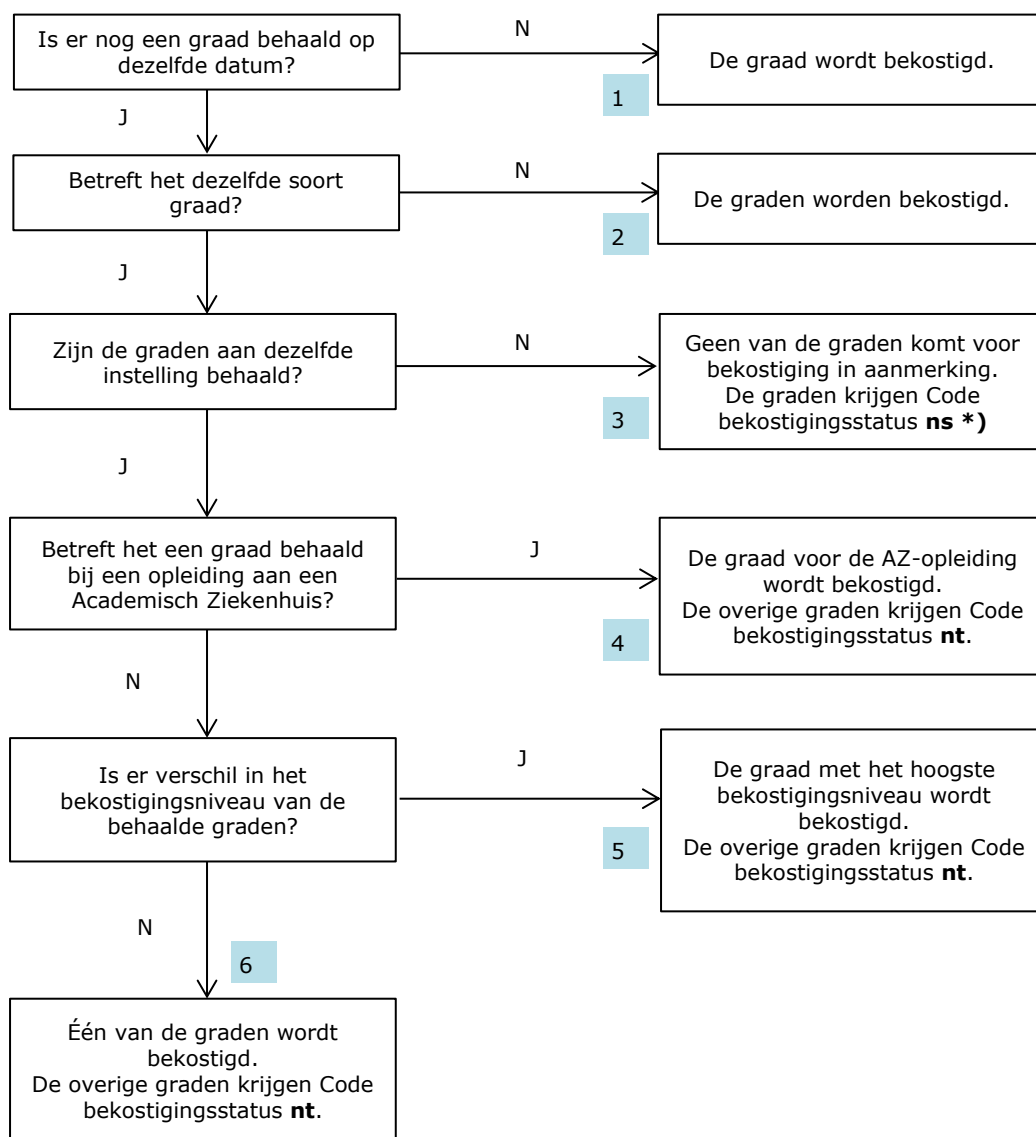 Is er nog een graad behaald op
dezelfde datum?
N
1
De graad wordt bekostigd.
J
Betreft het dezelfde soort
graad?
N
2
De graden worden bekostigd.
J
Zijn de graden aan dezelfde
instelling behaald?
N
3
Geen van de graden komt voor
bekostiging in aanmerking.
De graden krijgen Code
bekostigingsstatus ns *)
J
Betreft het een graad behaald
bij een opleiding aan een
Academisch Ziekenhuis?
J
4
De graad voor de AZ-opleiding
wordt bekostigd.
De overige graden krijgen Code
bekostigingsstatus nt.
N
Is er verschil in het
bekostigingsniveau van de
behaalde graden?
J
5
De graad met het hoogste
bekostigingsniveau wordt
bekostigd.
De overige graden krijgen Code
bekostigingsstatus nt.
N
6
Één van de graden wordt
bekostigd.
De overige graden krijgen Code
bekostigingsstatus nt.